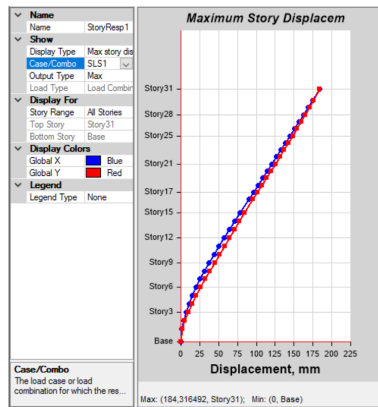 Name
Name StoryResp1
Show
Display Type Max story dis
Case/Combo SLS1
Output Type Max
Load Type Load Combin
Display For
Story Range All Stories
Top Story Story31
Bottom Story Base
Display Colors
Global X Blue
Global Y Red
Legend
Legend Type None
Case/Combo
The load case or load
combination for which the res...
Maximum Story Displacem
Story31
Story28
Story25
Story21
Story17
Story15
Story12
Story9
Story6
Story3
Base
0 25 50 75 100 125 150 175 200 225
Displacement, mm
Max: (184,316492, Story31); Min: (0, Base)